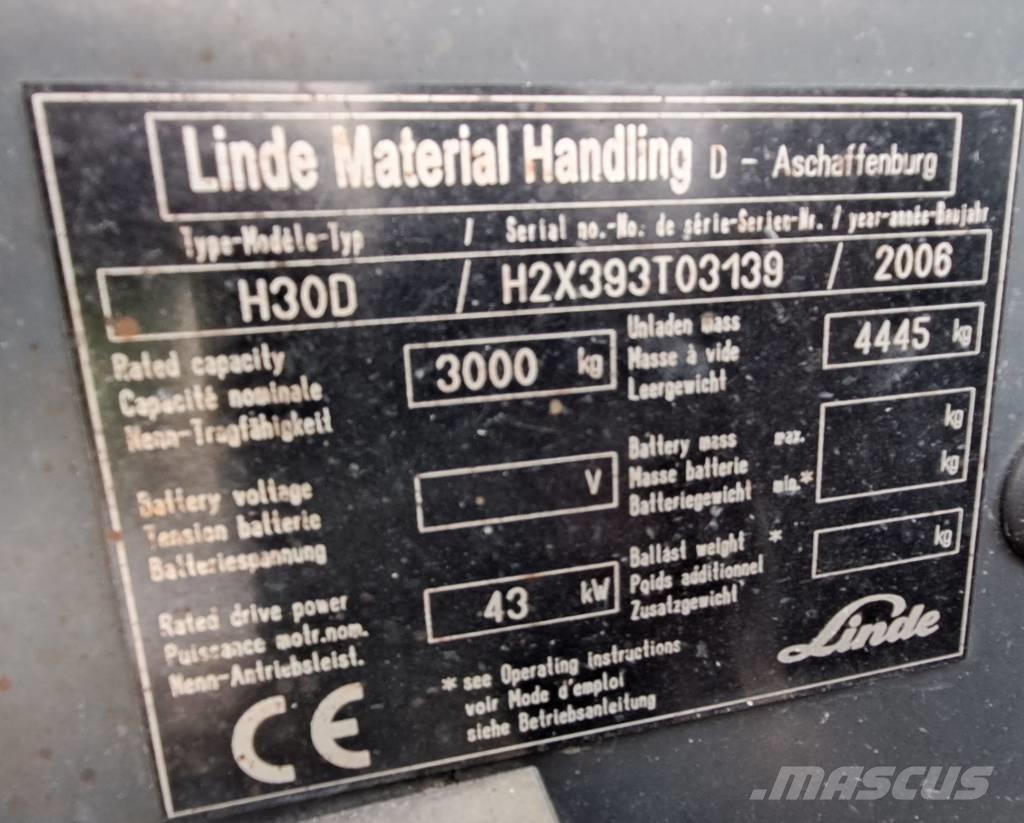 Linde Material Handling D - Aschaffenburg
Type-Modèle-Typ / Serial no.-No. de série-Serien-Nr. / year-année-Baujahr
H30D / H2X393T03139 / 2006
Rated capacity
Capacité nominale
Nenn-Tragfähigkeit
3000 kg
Unladen mass
Masse à vide
Leergewicht
4445 kg
Battery voltage
Tension batterie
Batteriespannung
V
Battery mass max.
Masse batterie
Batteriegewicht min.*
kg
kg
Rated drive power
Puissance motr.nom.
Nenn-Antriebsleist.
43 kW
Ballast weight *
Poids additionnel
Zusatzgewicht
kg
CE
* see Operating instructions
voir Mode d'emploi
siehe Betriebsanleitung
Linde
MASCUS